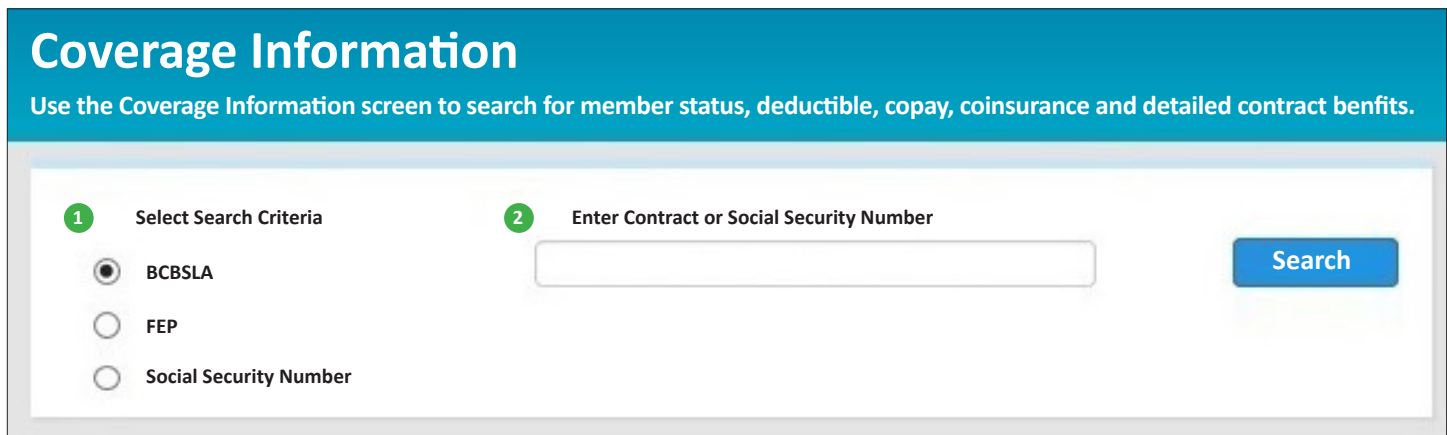 Coverage Information
Use the Coverage Information screen to search for member status, deductible, copay, coinsurance and detailed contract benfits.
1 Select Search Criteria
BCBSLA
FEP
Social Security Number
2 Enter Contract or Social Security Number
Search